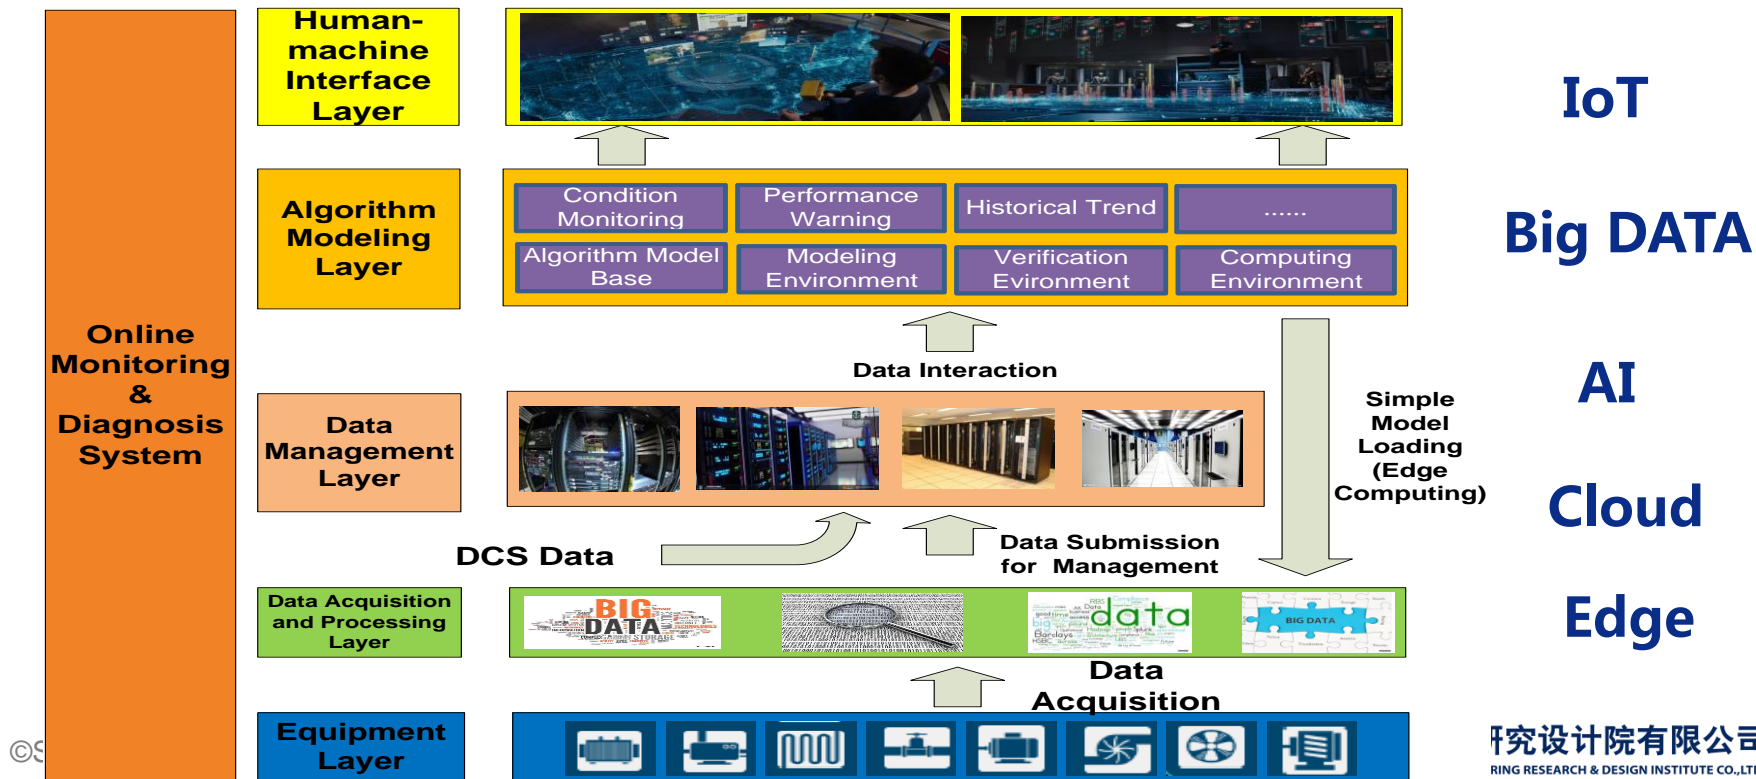 Online
Monitoring
&
Diagnosis
System
Human-
machine
Interface
Layer
Algorithm
Modeling
Layer
Condition
Monitoring
Performance
Warning
Historical Trend
......
Algorithm Model
Base
Modeling
Environment
Verification
Evironment
Computing
Environment
Data Interaction
Data
Management
Layer
Simple
Model
Loading
(Edge
Computing)
DCS Data
Data Submission
for Management
Data Acquisition
and Processing
Layer
BIG
DATA
data
Barclays
BIG DATA
Data
Acquisition
Equipment
Layer
IoT
Big DATA
AI
Cloud
Edge
©S
研究设计院有限公司
RING RESEARCH & DESIGN INSTITUTE CO.,LT